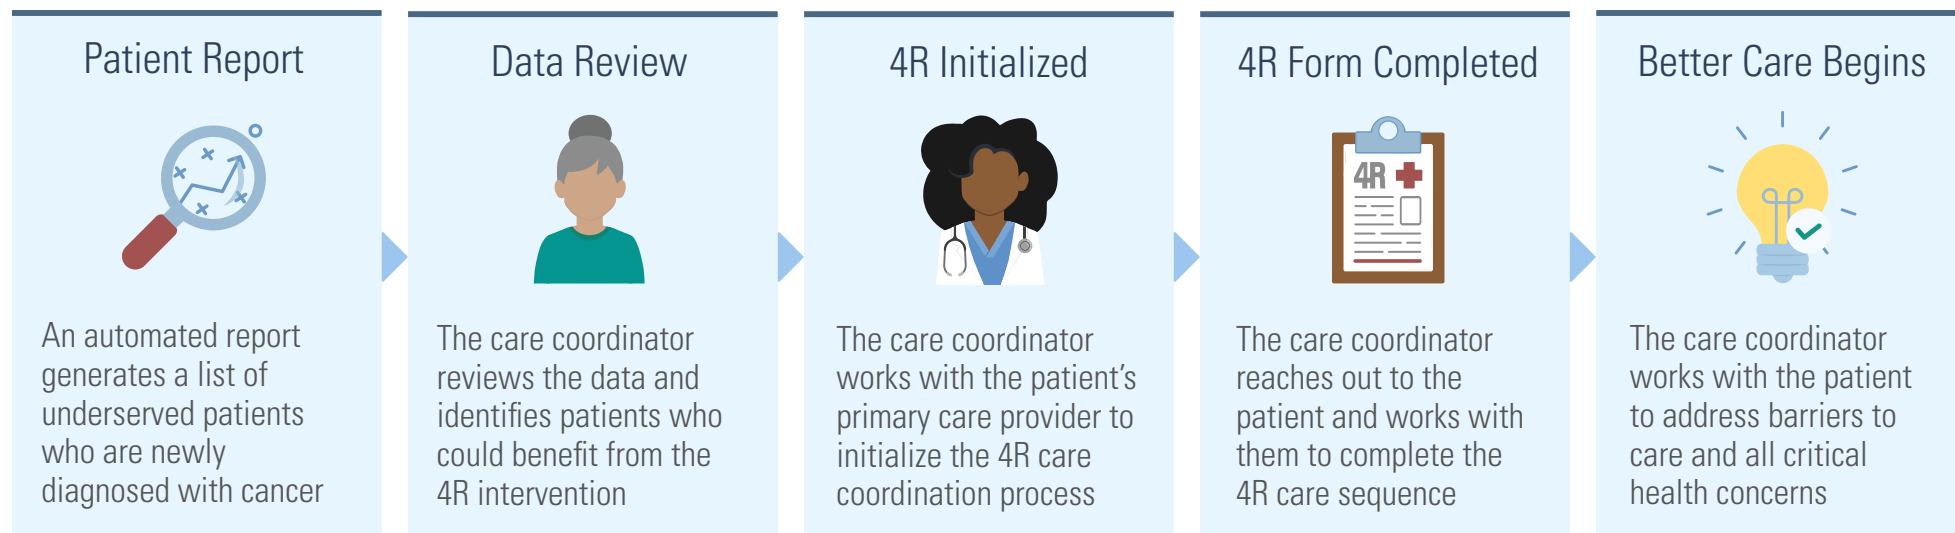 Patient Report
An automated report
generates a list of
underserved patients
who are newly
diagnosed with cancer
Data Review
The care coordinator
reviews the data and
identifies patients who
could benefit from the
4R intervention
4R Initialized
The care coordinator
works with the patient’s
primary care provider to
initialize the 4R care
coordination process
4R Form Completed
4R
The care coordinator
reaches out to the
patient and works with
them to complete the
4R care sequence
Better Care Begins
The care coordinator
works with the patient
to address barriers to
care and all critical
health concerns